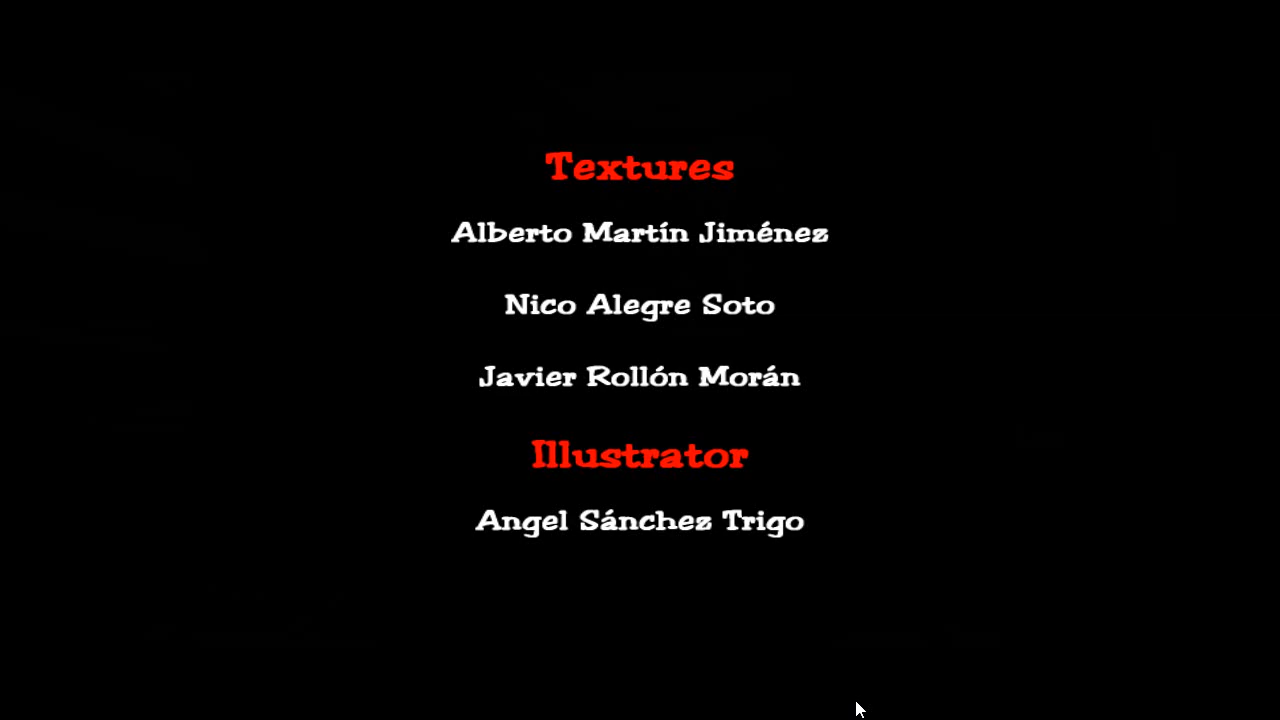 Textures
Alberto Martín Jiménez
Nico Alegre Soto
Javier Rollón Morán
Illustrator
Angel Sánchez Trigo